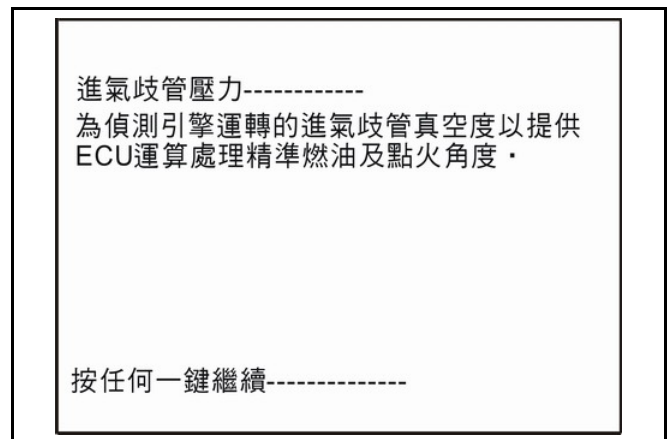 進氣歧管壓力------------
為偵測引擎運轉的進氣歧管真空度以提供
ECU運算處理精準燃油及點火角度．
按任何一鍵繼續--------------